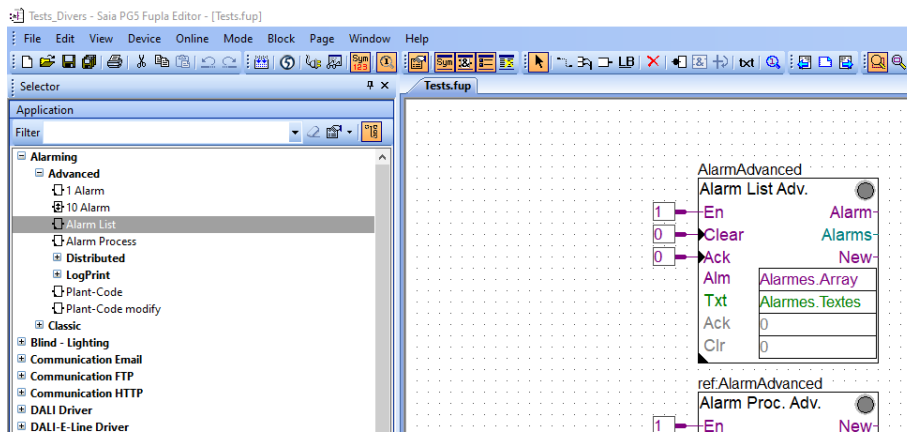 Tests_Divers - Saia PG5 Fupla Editor - [Tests.fup]
File Edit View Device Online Mode Block Page Window Help
Sym 123 Sym LB txt
Selector
Tests.fup
Application
Filter
Alarming
Advanced
1 Alarm
10 Alarm
Alarm List
Alarm Process
Distributed
LogPrint
Plant-Code
Plant-Code modify
Classic
Blind - Lighting
Communication Email
Communication FTP
Communication HTTP
DALI Driver
DALI-E-Line Driver
AlarmAdvanced
Alarm List Adv.
1 En Alarm
0 Clear Alarms
0 Ack New
Alm Alarmes.Array
Txt Alarmes.Textes
Ack 0
Clr 0
ref:AlarmAdvanced
Alarm Proc. Adv.
1 En New